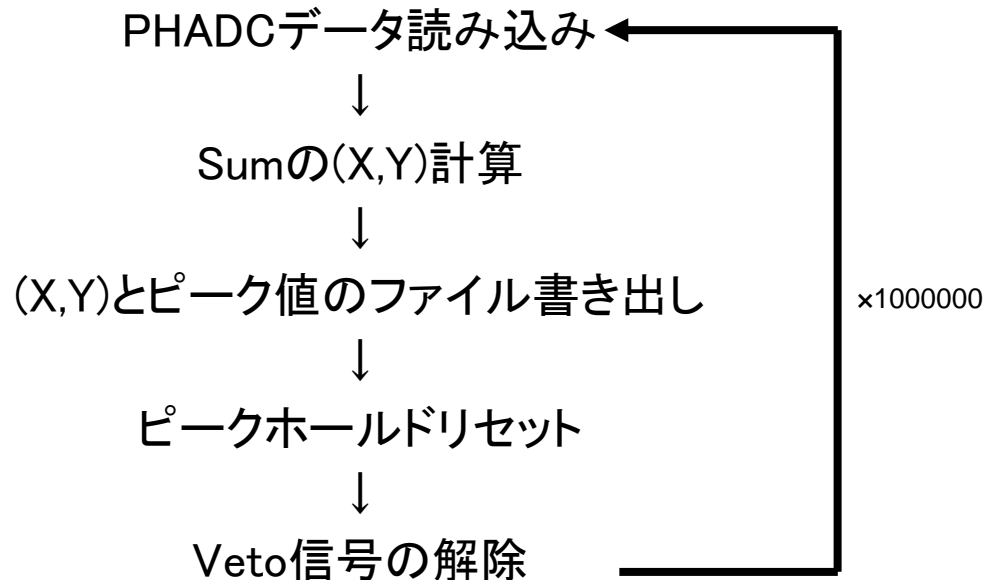 PHADCデータ読み込み
↓
Sumの(X,Y)計算
↓
(X,Y)とピーク値のファイル書き出し
×1000000
↓
ピークホールドリセット
↓
Veto信号の解除